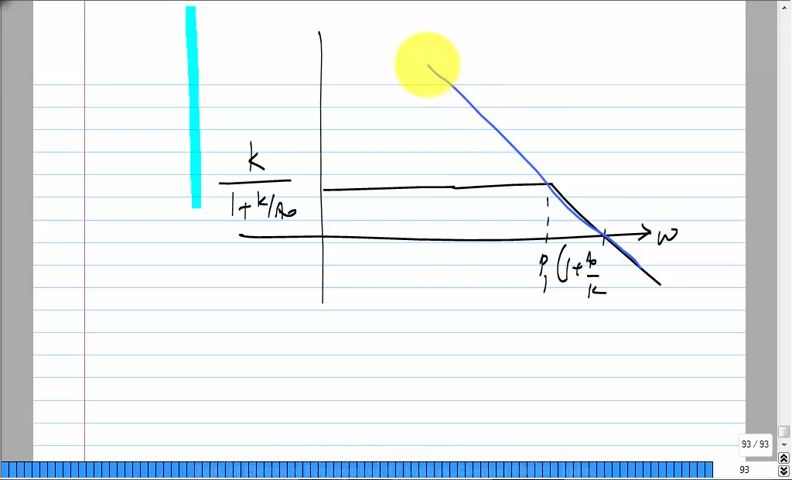 k
1+k/A₀
ω
p₁(1+A₀
k
93 / 93
93